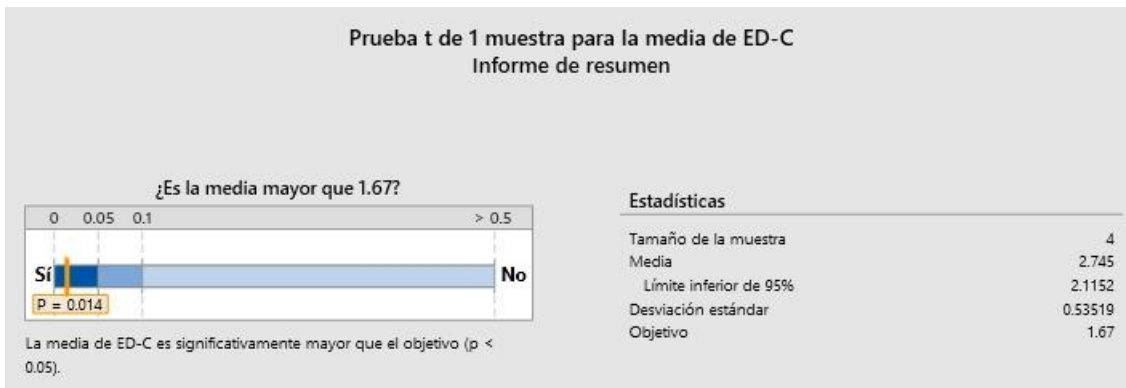 Prueba t de 1 muestra para la media de ED-C
Informe de resumen
¿Es la media mayor que 1.67?
0 0.05 0.1 > 0.5
Sí No
P = 0.014
La media de ED-C es significativamente mayor que el objetivo (p <
0.05).
Estadísticas
Tamaño de la muestra 4
Media 2.745
Límite inferior de 95% 2.1152
Desviación estándar 0.53519
Objetivo 1.67